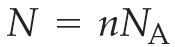 N = nN_A